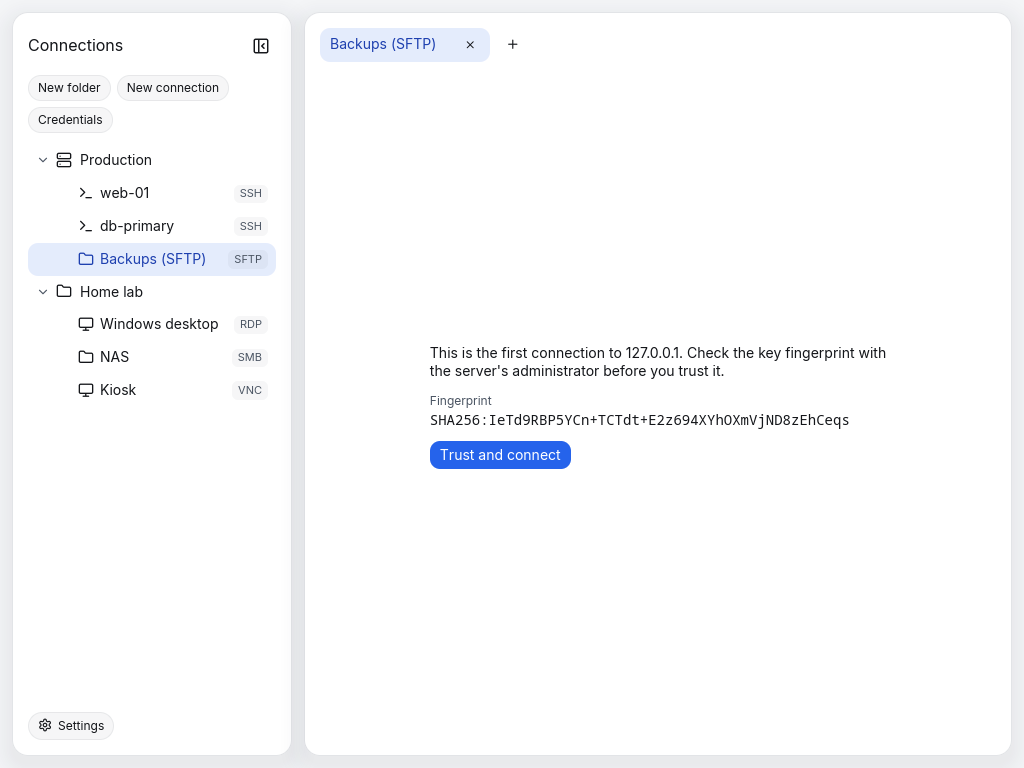 Connections
New folder
New connection
Credentials
Production
web-01 SSH
db-primary SSH
Backups (SFTP) SFTP
Home lab
Windows desktop RDP
NAS SMB
Kiosk VNC
Settings
Backups (SFTP)
This is the first connection to 127.0.0.1. Check the key fingerprint with
the server's administrator before you trust it.
Fingerprint
SHA256:IeTd9RBP5YCn+TCTdt+E2z694XYhOXmVjND8zEhCeqs
Trust and connect